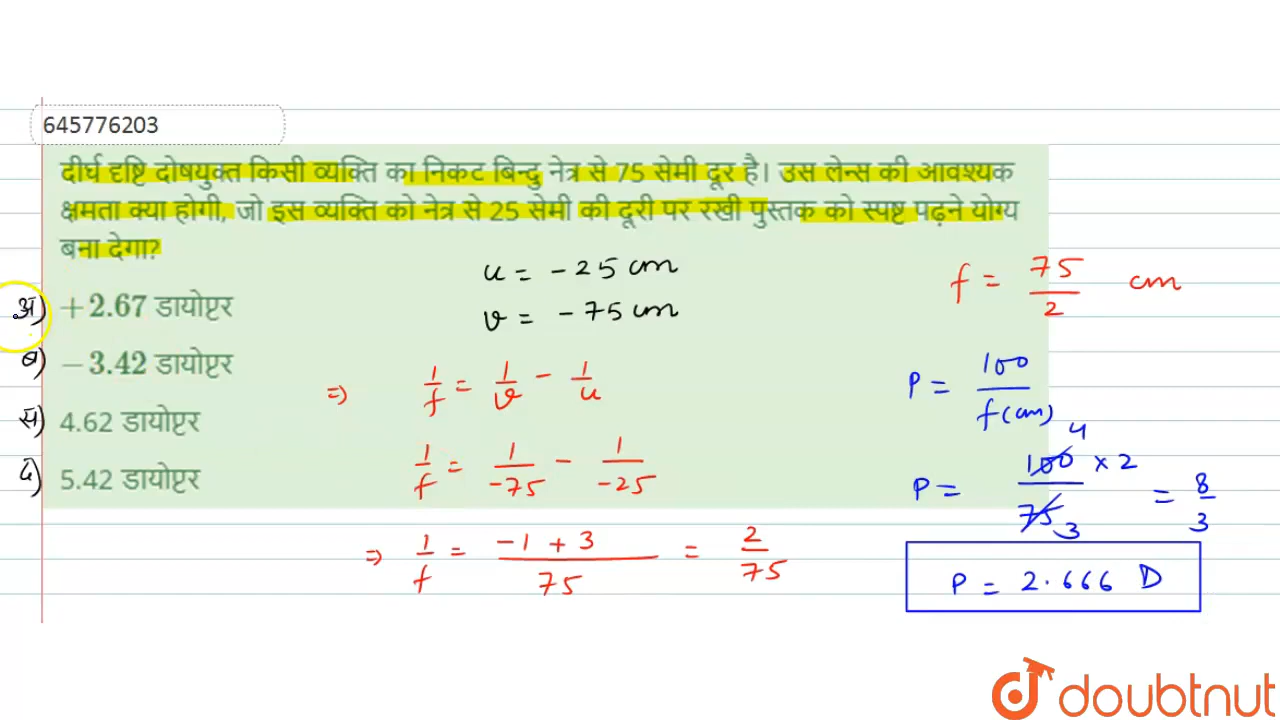 645776203
दीर्घ दृष्टि दोषयुक्त किसी व्यक्ति का निकट बिन्दु नेत्र से 75 सेमी दूर है। उस लेन्स की आवश्यक
क्षमता क्या होगी, जो इस व्यक्ति को नेत्र से 25 सेमी की दूरी पर रखी पुस्तक को स्पष्ट पढ़ने योग्य
बना देगा?
अ) +2.67 डायोप्टर
ब) -3.42 डायोप्टर
स) 4.62 डायोप्टर
द) 5.42 डायोप्टर
u = -25 cm
v = -75 cm
⇒ 1/f = 1/v - 1/u
1/f = 1/-75 - 1/-25
⇒ 1/f = -1 + 3/75 = 2/75
f = 75/2 cm
P = 100/f(cm)
P = 100 4 × 2/75 3 = 8/3
P = 2.666 D
doubtnut